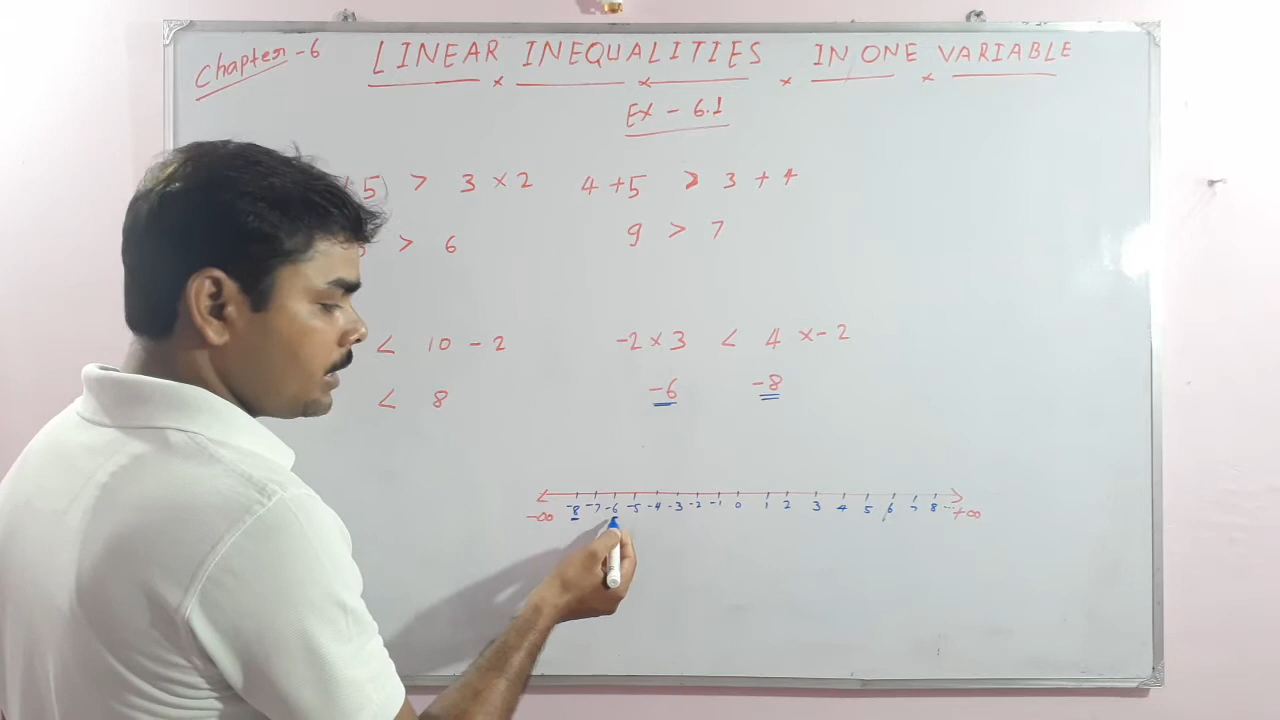 Chapter-6 LINEAR INEQUALITIES IN ONE VARIABLE
EX - 6.1
5 > 3 × 2 4 + 5 > 3 + 4
> 6 9 > 7
< 10 - 2 -2 × 3 < 4 × -2
< 8 -6 -8
-∞ -8 -7 -6 -5 -4 -3 -2 -1 0 1 2 3 4 5 6 7 8 ... +∞